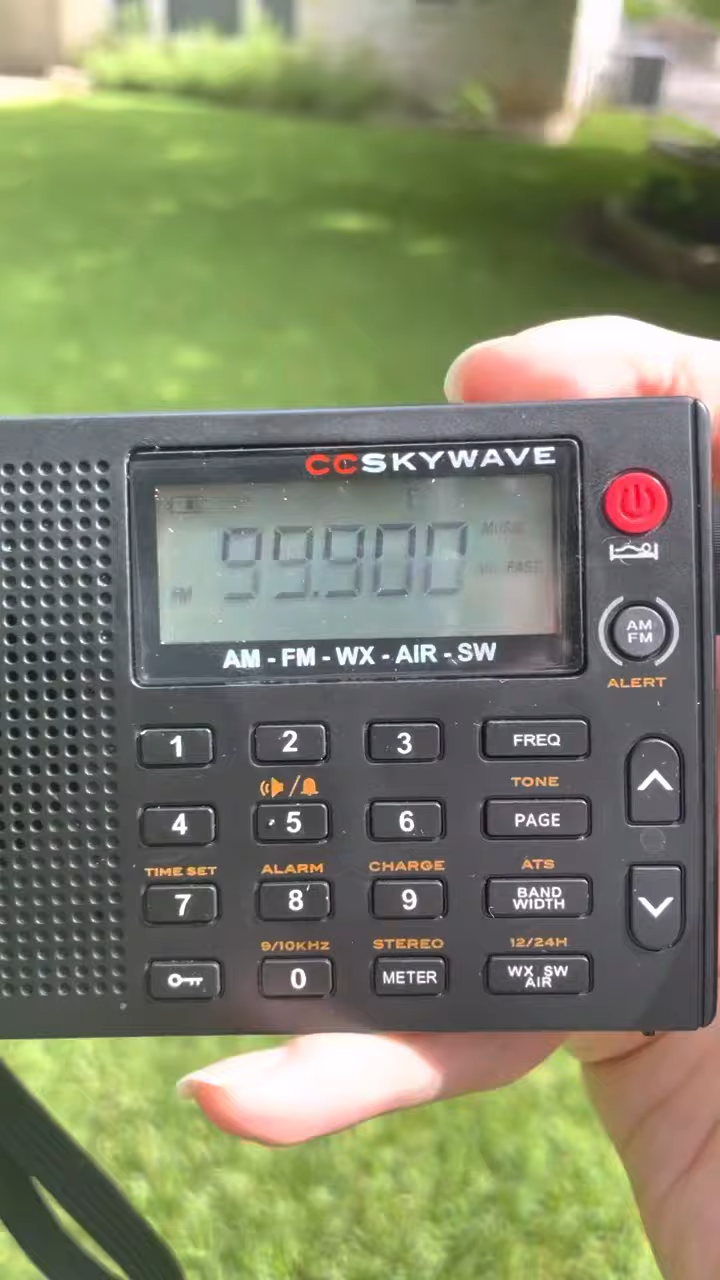 CCSKYWAVE
MUSIC
99.900
FM
AM - FM - WX - AIR - SW
AM
FM
ALERT
1 2 3 FREQ
TONE
4 5 6 PAGE
TIME SET ALARM CHARGE ATS
7 8 9 BAND WIDTH
9/10KHZ STEREO 12/24H
0 METER WX SW AIR